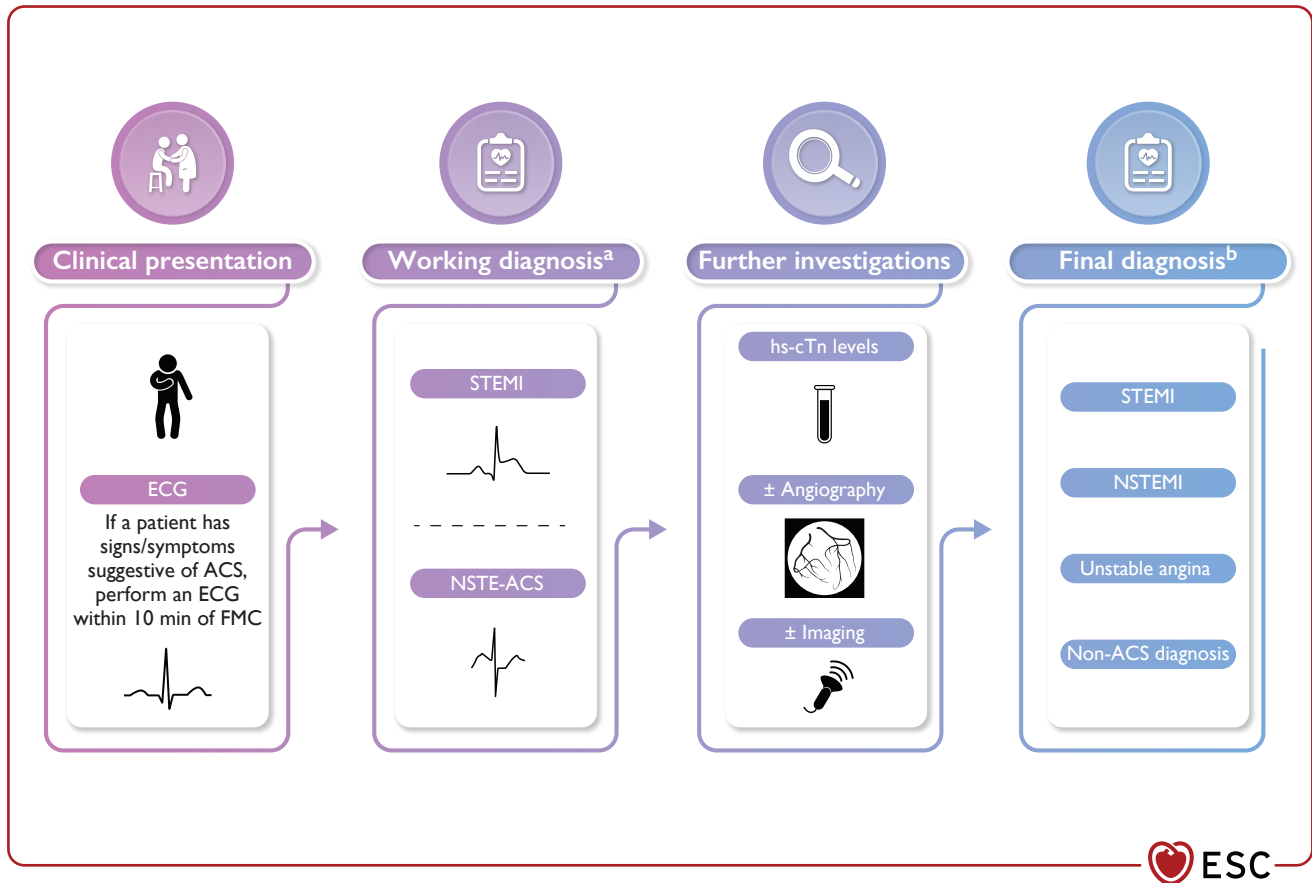 Clinical presentation
ECG
If a patient has
signs/symptoms
suggestive of ACS,
perform an ECG
within 10 min of FMC
Working diagnosisᵃ
STEMI
NSTE-ACS
Further investigations
hs-cTn levels
± Angiography
± Imaging
Final diagnosisᵇ
STEMI
NSTEMI
Unstable angina
Non-ACS diagnosis
ESC